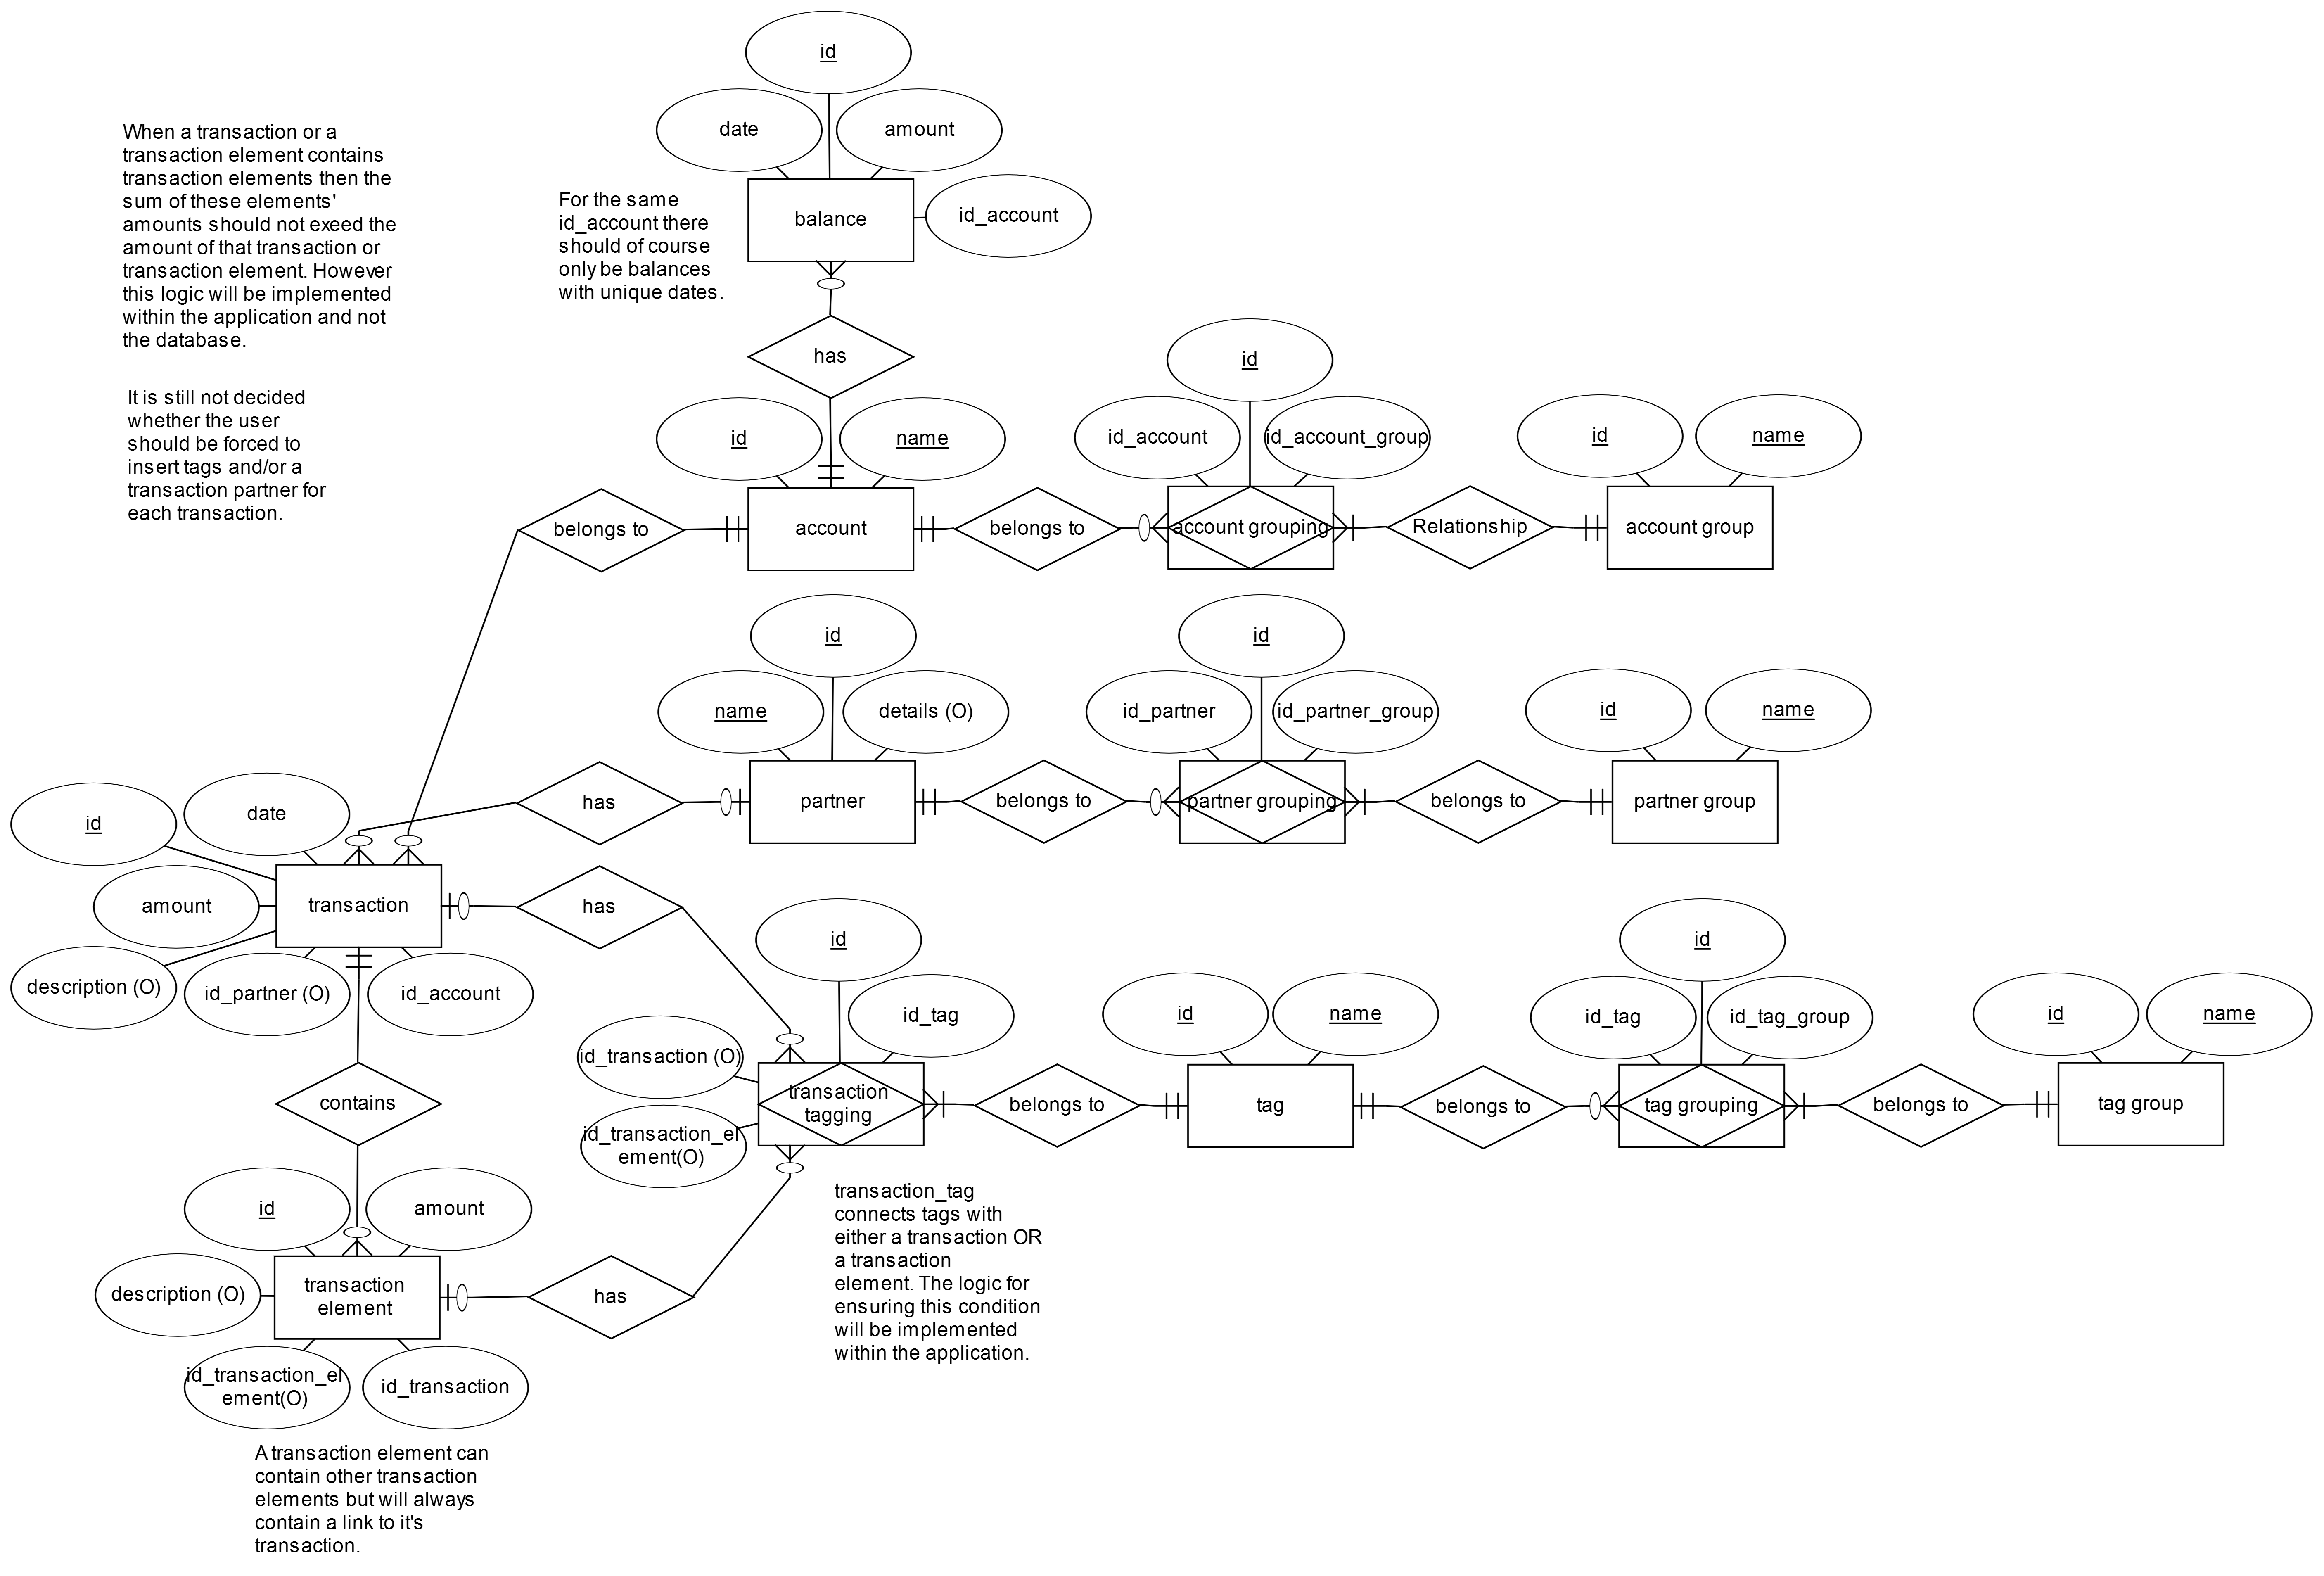 id
date
amount
When a transaction or a
transaction element contains
transaction elements then the
sum of these elements'
amounts should not exeed the
amount of that transaction or
transaction element. However
this logic will be implemented
within the application and not
the database.
For the same
id_account there
should of course
only be balances
with unique dates.
balance
id_account
has
It is still not decided
whether the user
should be forced to
insert tags and/or a
transaction partner for
each transaction.
id
name
id
id_account
id_account_group
id
name
belongs to
account
belongs to
account grouping
Relationship
account group
id
id
name
details (O)
id_partner
id_partner_group
id
name
has
partner
belongs to
partner grouping
belongs to
partner group
id
date
amount
transaction
has
description (O)
id_partner (O)
id_account
id
id_tag
id
name
id
id_tag
id_tag_group
id
name
id_transaction (O)
id_transaction_el
ement(O)
contains
transaction
tagging
belongs to
tag
belongs to
tag grouping
belongs to
tag group
transaction_tag
connects tags with
either a transaction OR
a transaction
element. The logic for
ensuring this condition
will be implemented
within the application.
id
amount
description (O)
transaction
element
has
id_transaction_el
ement(O)
id_transaction
A transaction element can
contain other transaction
elements but will always
contain a link to it's
transaction.